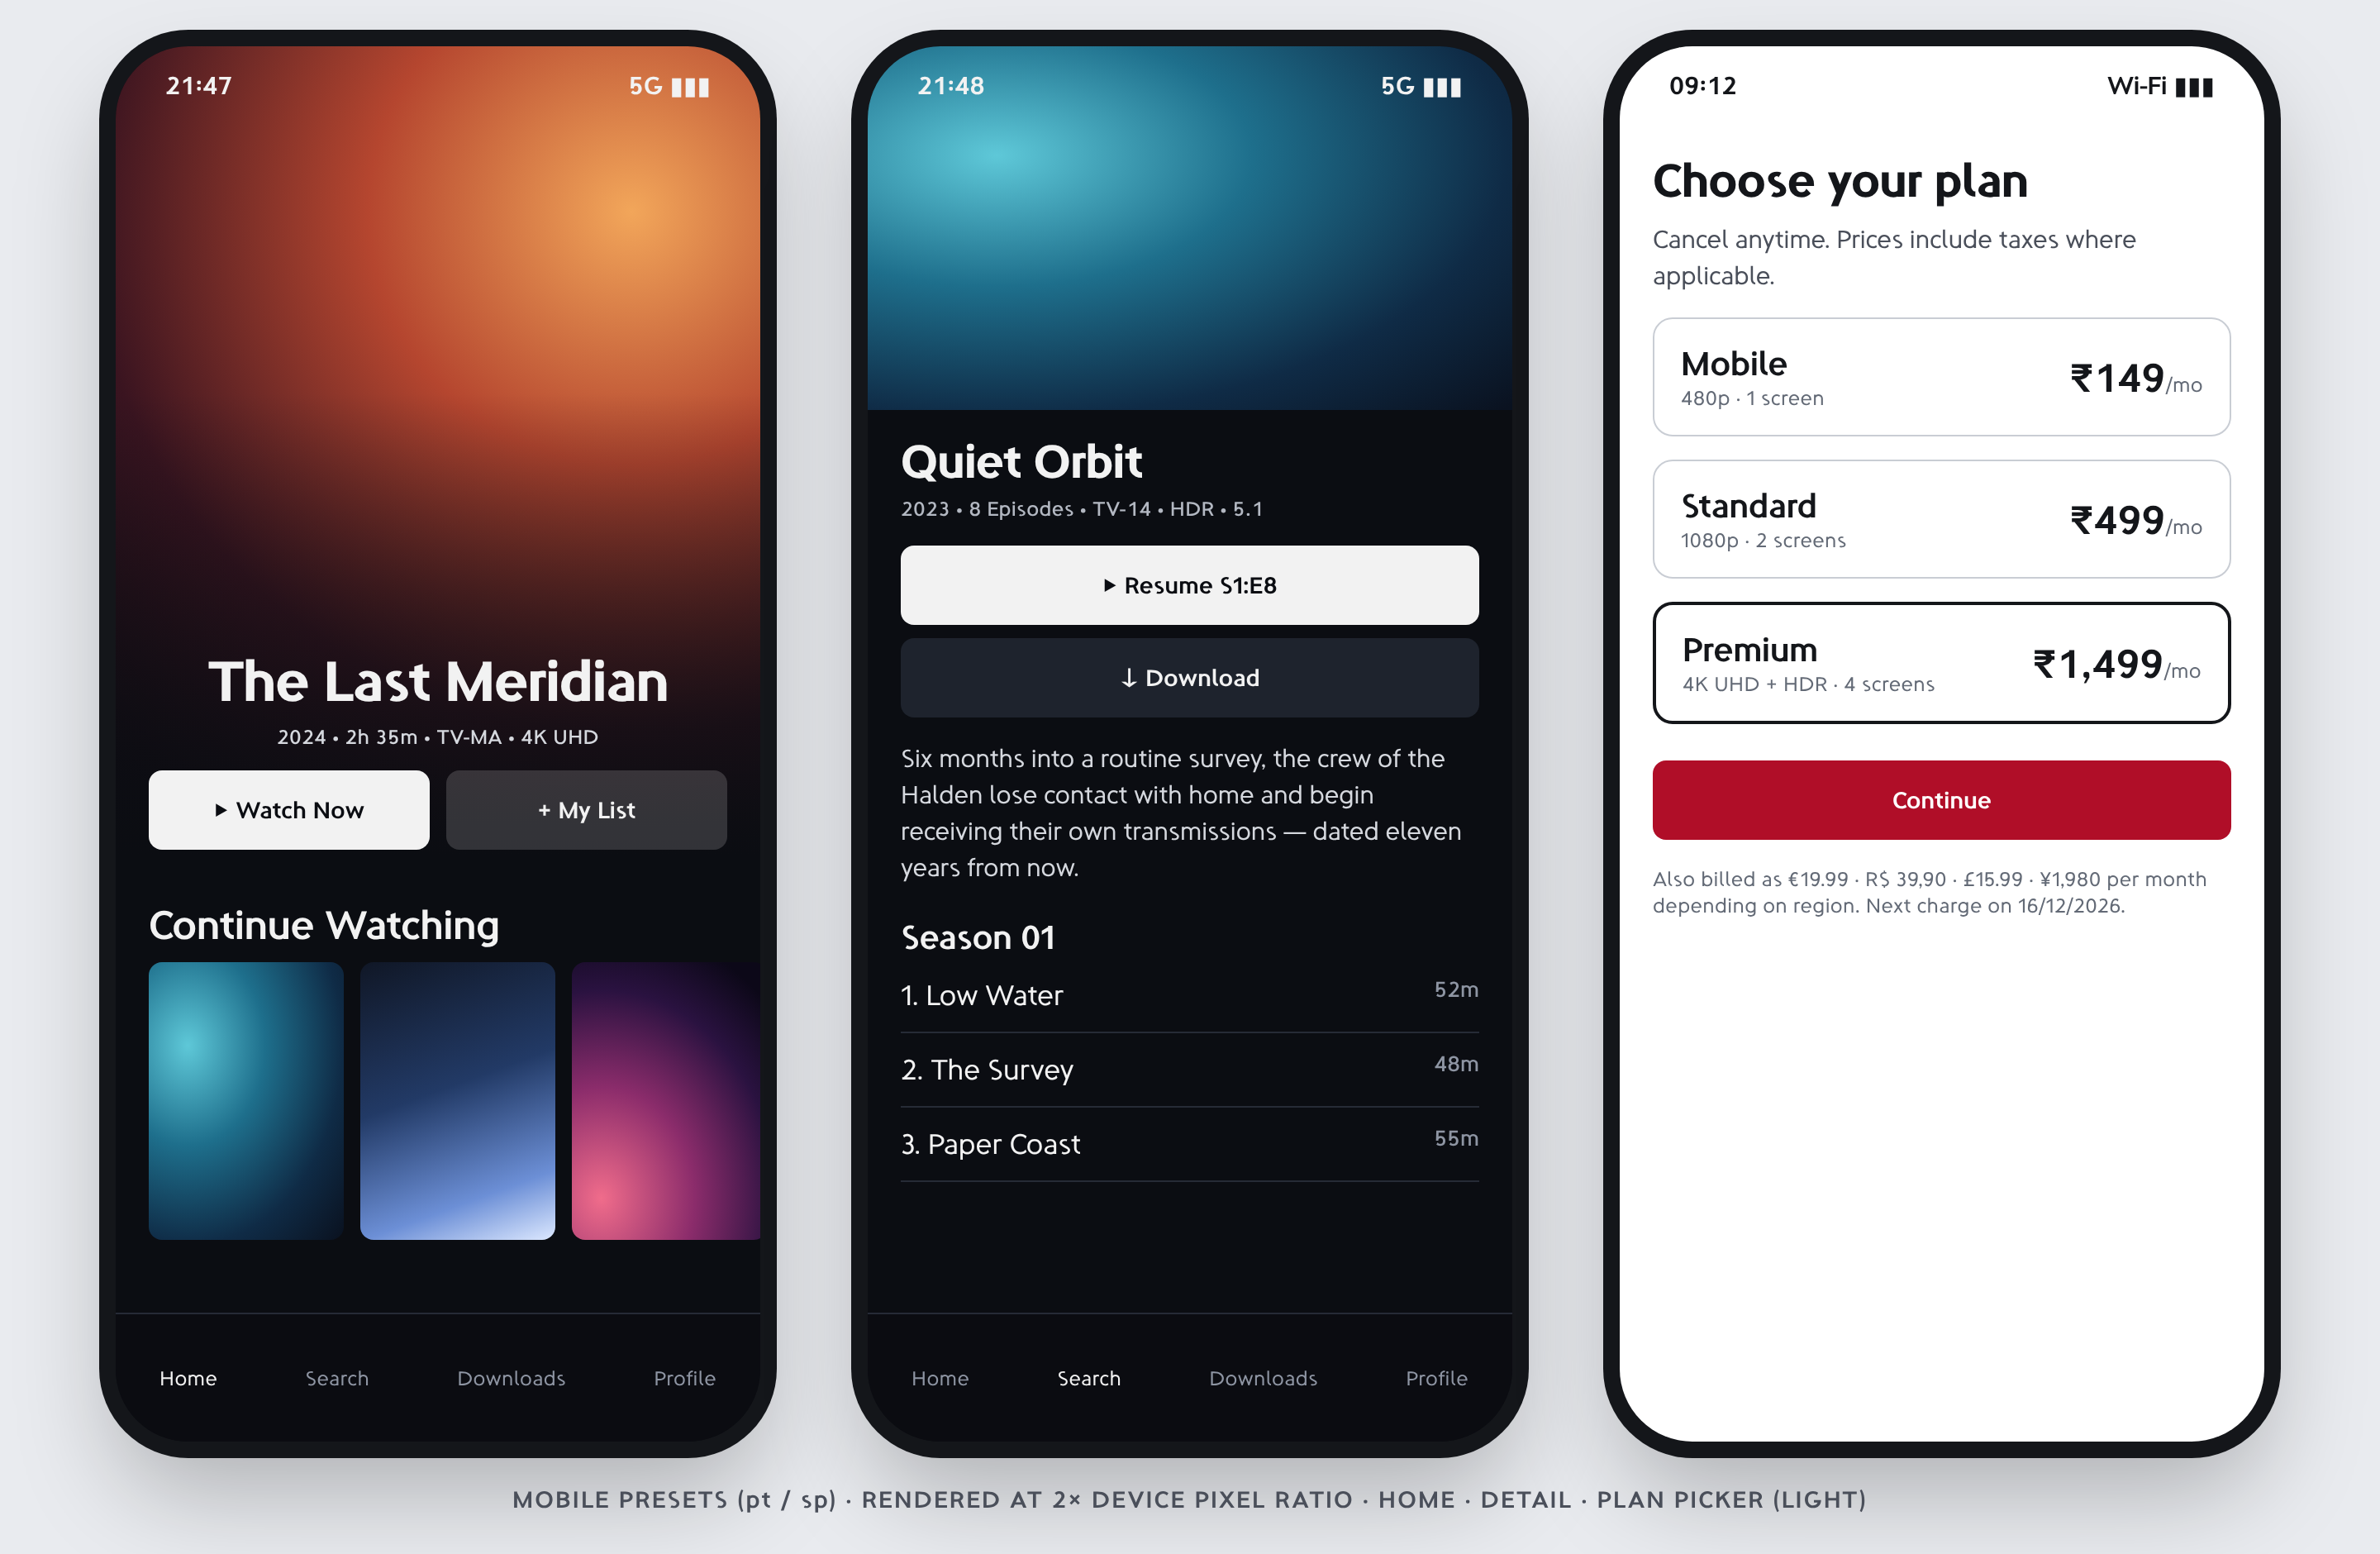 21:47
5G
The Last Meridian
2024 • 2h 35m • TV-MA • 4K UHD
▶ Watch Now
+ My List
Continue Watching
Home
Search
Downloads
Profile
21:48
5G
Quiet Orbit
2023 • 8 Episodes • TV-14 • HDR • 5.1
▶ Resume S1:E8
↓ Download
Six months into a routine survey, the crew of the
Halden lose contact with home and begin
receiving their own transmissions — dated eleven
years from now.
Season 01
1. Low Water
52m
2. The Survey
48m
3. Paper Coast
55m
Home
Search
Downloads
Profile
09:12
Wi-Fi
Choose your plan
Cancel anytime. Prices include taxes where
applicable.
Mobile
480p · 1 screen
₹149/mo
Standard
1080p · 2 screens
₹499/mo
Premium
4K UHD + HDR · 4 screens
₹1,499/mo
Continue
Also billed as €19.99 · R$ 39,90 · £15.99 · ¥1,980 per month
depending on region. Next charge on 16/12/2026.
MOBILE PRESETS (pt / sp) · RENDERED AT 2× DEVICE PIXEL RATIO · HOME · DETAIL · PLAN PICKER (LIGHT)